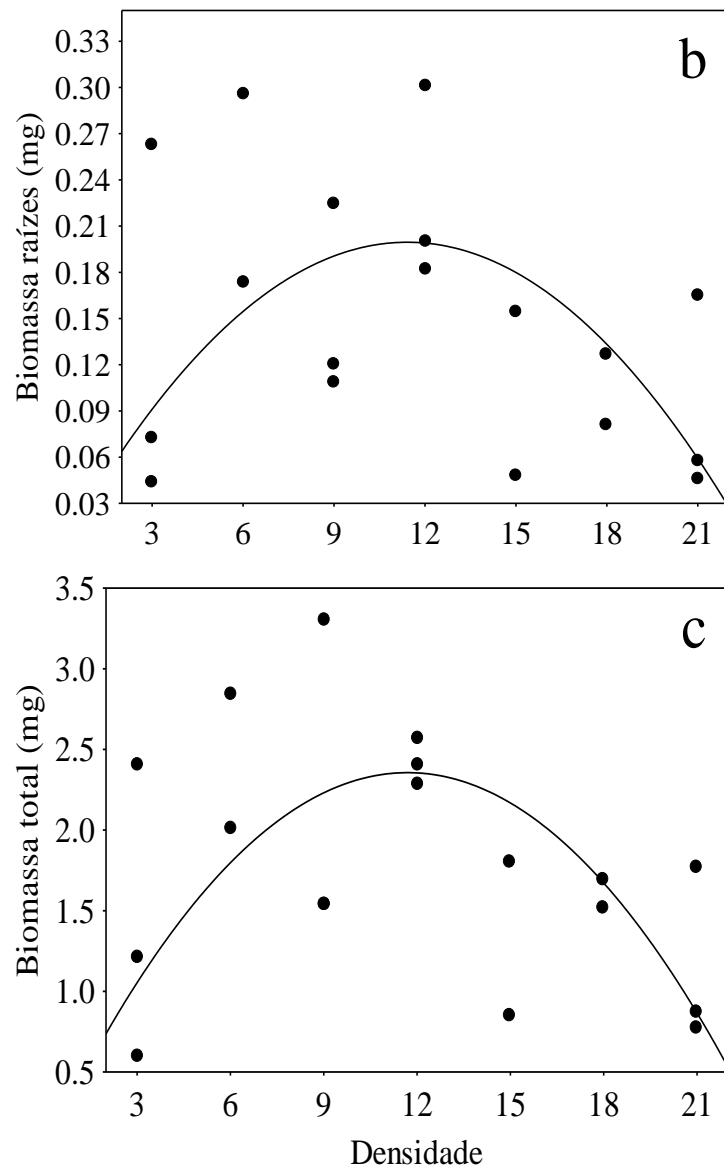 b
Biomassa raízes (mg)
0.33
0.30
0.27
0.24
0.21
0.18
0.15
0.12
0.09
0.06
0.03
3 6 9 12 15 18 21
c
Biomassa total (mg)
3.5
3.0
2.5
2.0
1.5
1.0
0.5
3 6 9 12 15 18 21
Densidade